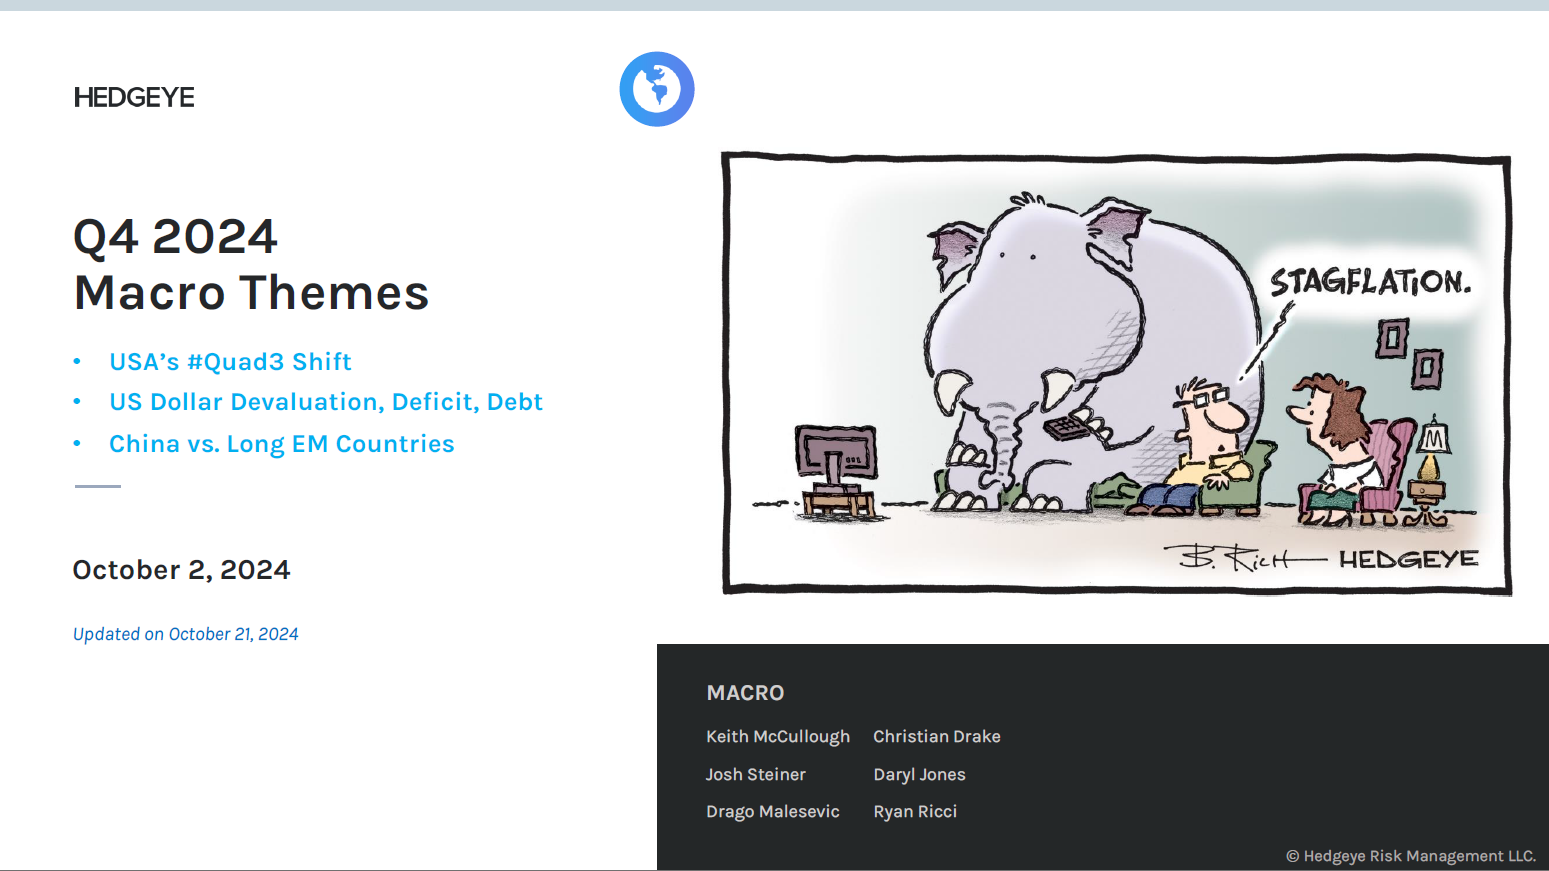 HEDGEYE
Q4 2024
Macro Themes
• USA’s #Quad3 Shift
• US Dollar Devaluation, Deficit, Debt
• China vs. Long EM Countries
October 2, 2024
Updated on October 21, 2024
STAGFLATION.
B. RICH HEDGEYE
MACRO
Keith McCullough Christian Drake
Josh Steiner Daryl Jones
Drago Malesevic Ryan Ricci
© Hedgeye Risk Management LLC.